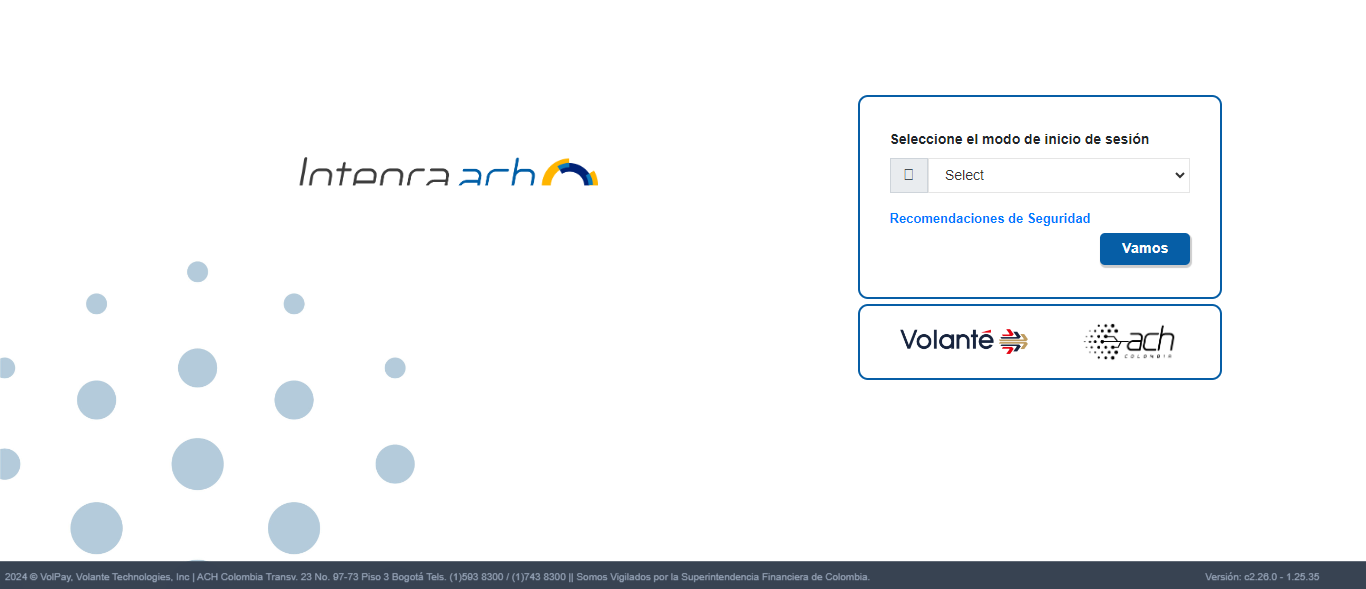 Intenra ach
Seleccione el modo de inicio de sesión
Select
Recomendaciones de Seguridad
Vamos
Volanté
ach
COLOMBIA
2024 © VolPay, Volante Technologies, Inc | ACH Colombia Transv. 23 No. 97-73 Piso 3 Bogotá Tels. (1)593 8300 / (1)743 8300 || Somos Vigilados por la Superintendencia Financiera de Colombia.
Versión: c2.26.0 - 1.25.35